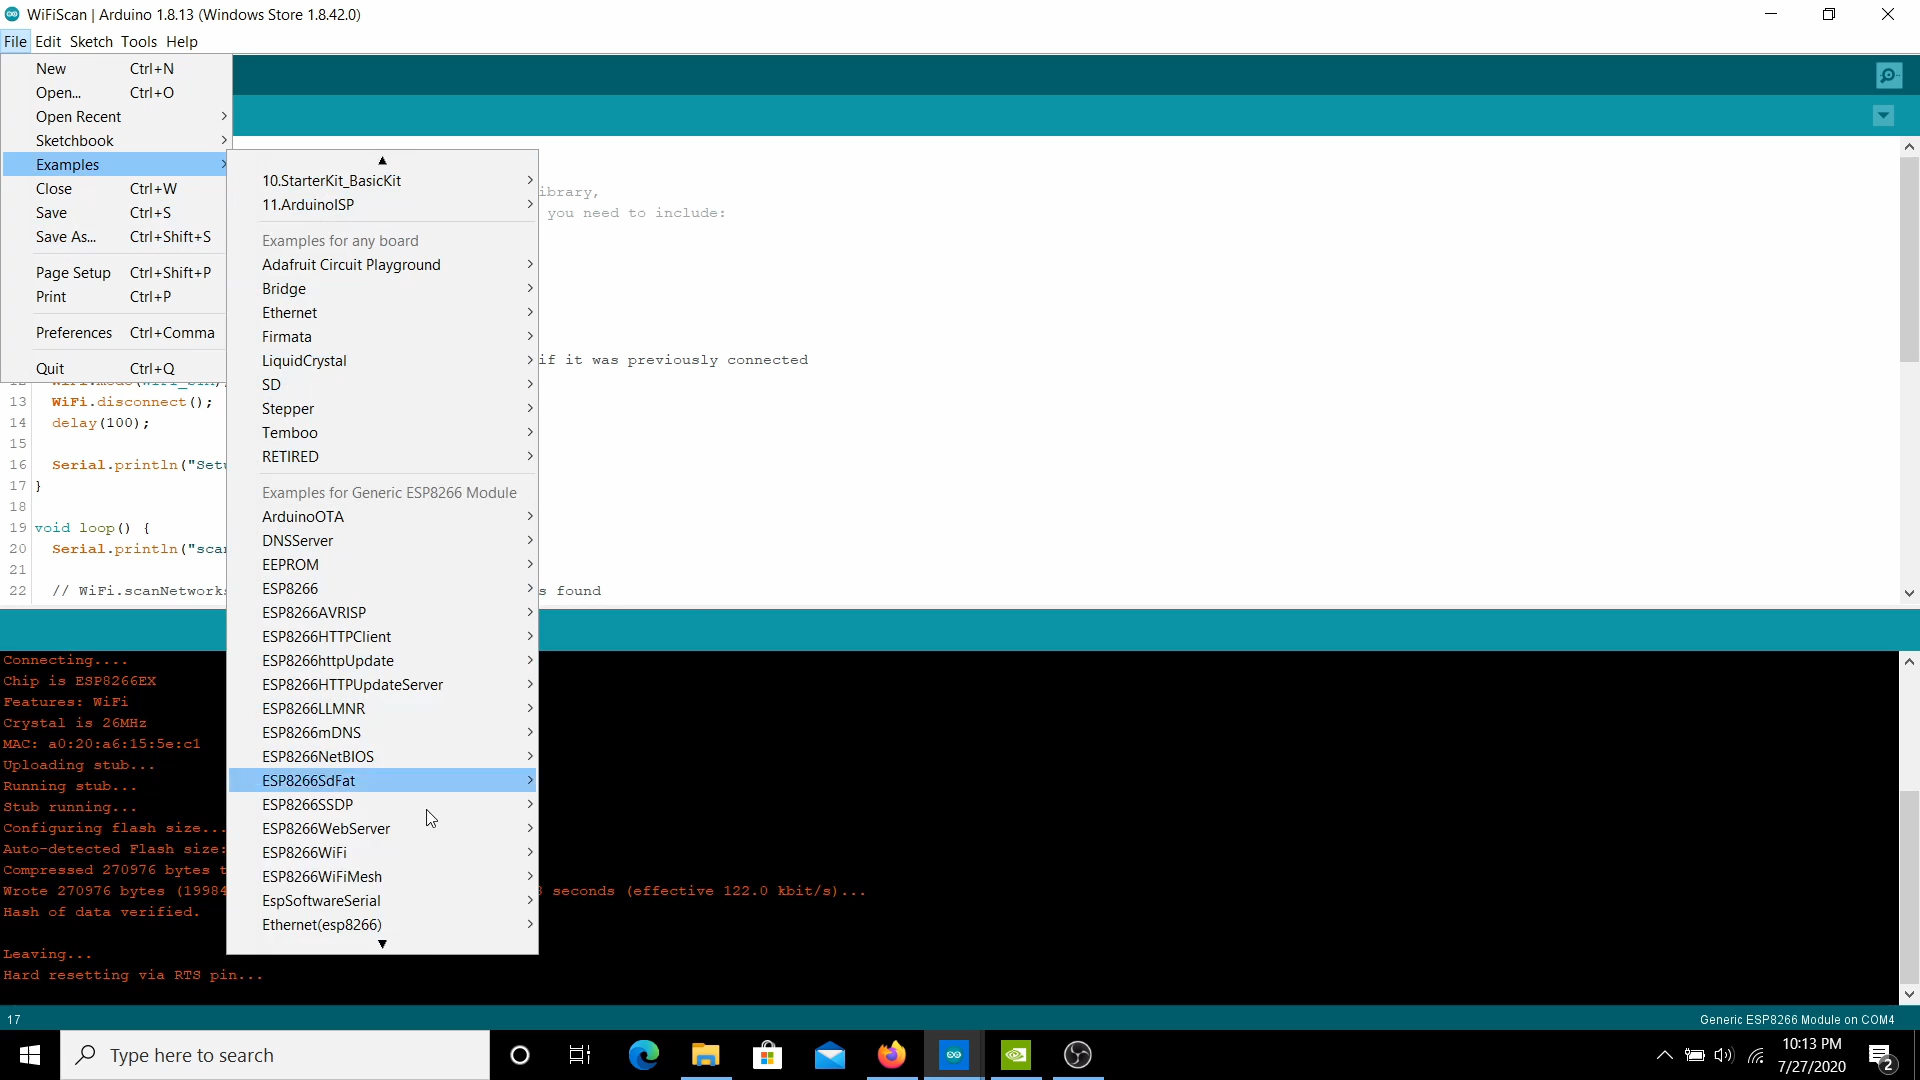 WiFiScan | Arduino 1.8.13 (Windows Store 1.8.42.0)
File Edit Sketch Tools Help
New Ctrl+N
Open... Ctrl+O
Open Recent
Sketchbook
Examples
Close Ctrl+W
Save Ctrl+S
Save As... Ctrl+Shift+S
Page Setup Ctrl+Shift+P
Print Ctrl+P
Preferences Ctrl+Comma
Quit Ctrl+Q
10.StarterKit_BasicKit
11.ArduinoISP
Examples for any board
Adafruit Circuit Playground
Bridge
Ethernet
Firmata
LiquidCrystal
SD
Stepper
Temboo
RETIRED
Examples for Generic ESP8266 Module
ArduinoOTA
DNSServer
EEPROM
ESP8266
ESP8266AVRISP
ESP8266HTTPClient
ESP8266httpUpdate
ESP8266HTTPUpdateServer
ESP8266LLMNR
ESP8266mDNS
ESP8266NetBIOS
ESP8266SdFat
ESP8266SSDP
ESP8266WebServer
ESP8266WiFi
ESP8266WiFiMesh
EspSoftwareSerial
Ethernet(esp8266)
ibrary,
you need to include:
if it was previously connected
13 WiFi.disconnect();
14 delay(100);
15
16 Serial.println("Setu
17 }
18
19 void loop() {
20 Serial.println("scan
21
22 // WiFi.scanNetworks s found
Connecting....
Chip is ESP8266EX
Features: WiFi
Crystal is 26MHz
MAC: a0:20:a6:15:5e:c1
Uploading stub...
Running stub...
Stub running...
Configuring flash size...
Auto-detected Flash size:
Compressed 270976 bytes t
Wrote 270976 bytes (19984 seconds (effective 122.0 kbit/s)...
Hash of data verified.
Leaving...
Hard resetting via RTS pin...
17 Generic ESP8266 Module on COM4
Type here to search
10:13 PM
7/27/2020
2